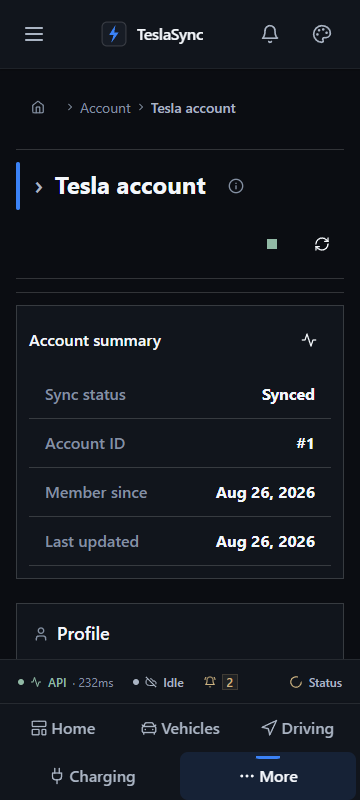 TeslaSync
Account › Tesla account
Tesla account
Account summary
Sync status Synced
Account ID #1
Member since Aug 26, 2026
Last updated Aug 26, 2026
Profile
API · 232ms Idle 2 Status
Home Vehicles Driving
Charging More